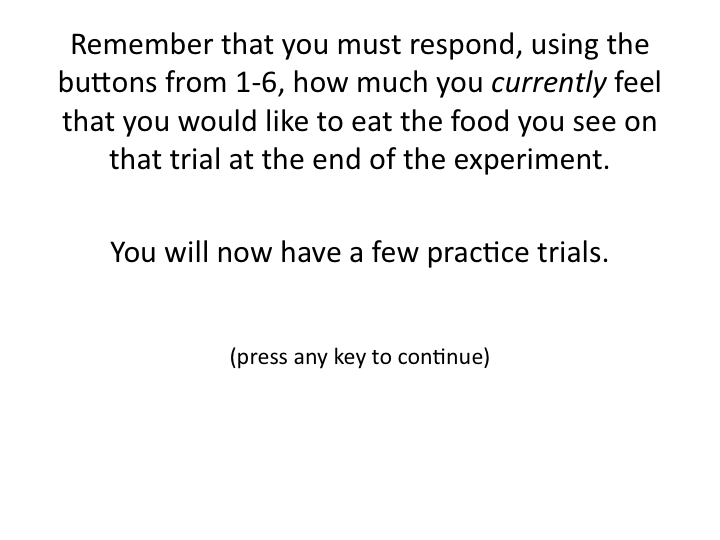 Remember that you must respond, using the
buttons from 1-6, how much you currently feel
that you would like to eat the food you see on
that trial at the end of the experiment.
You will now have a few practice trials.
(press any key to continue)